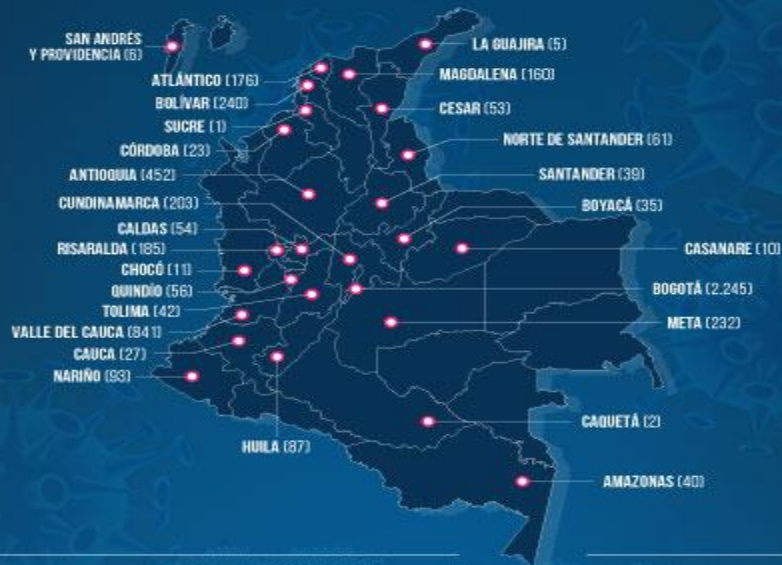 SAN ANDRÉS
Y PROVIDENCIA (6)
ATLÁNTICO (176)
BOLÍVAR (240)
SUCRE (1)
CÓRDOBA (23)
ANTIOQUIA (452)
CUNDINAMARCA (203)
CALDAS (54)
RISARALDA (185)
CHOCÓ (11)
QUINDÍO (56)
TOLIMA (42)
VALLE DEL CAUCA (841)
CAUCA (27)
NARIÑO (93)
HUILA (87)
LA GUAJIRA (5)
MAGDALENA (160)
CESAR (53)
NORTE DE SANTANDER (61)
SANTANDER (39)
BOYACÁ (35)
CASANARE (10)
BOGOTÁ (2.245)
META (232)
CAQUETÁ (2)
AMAZONAS (40)